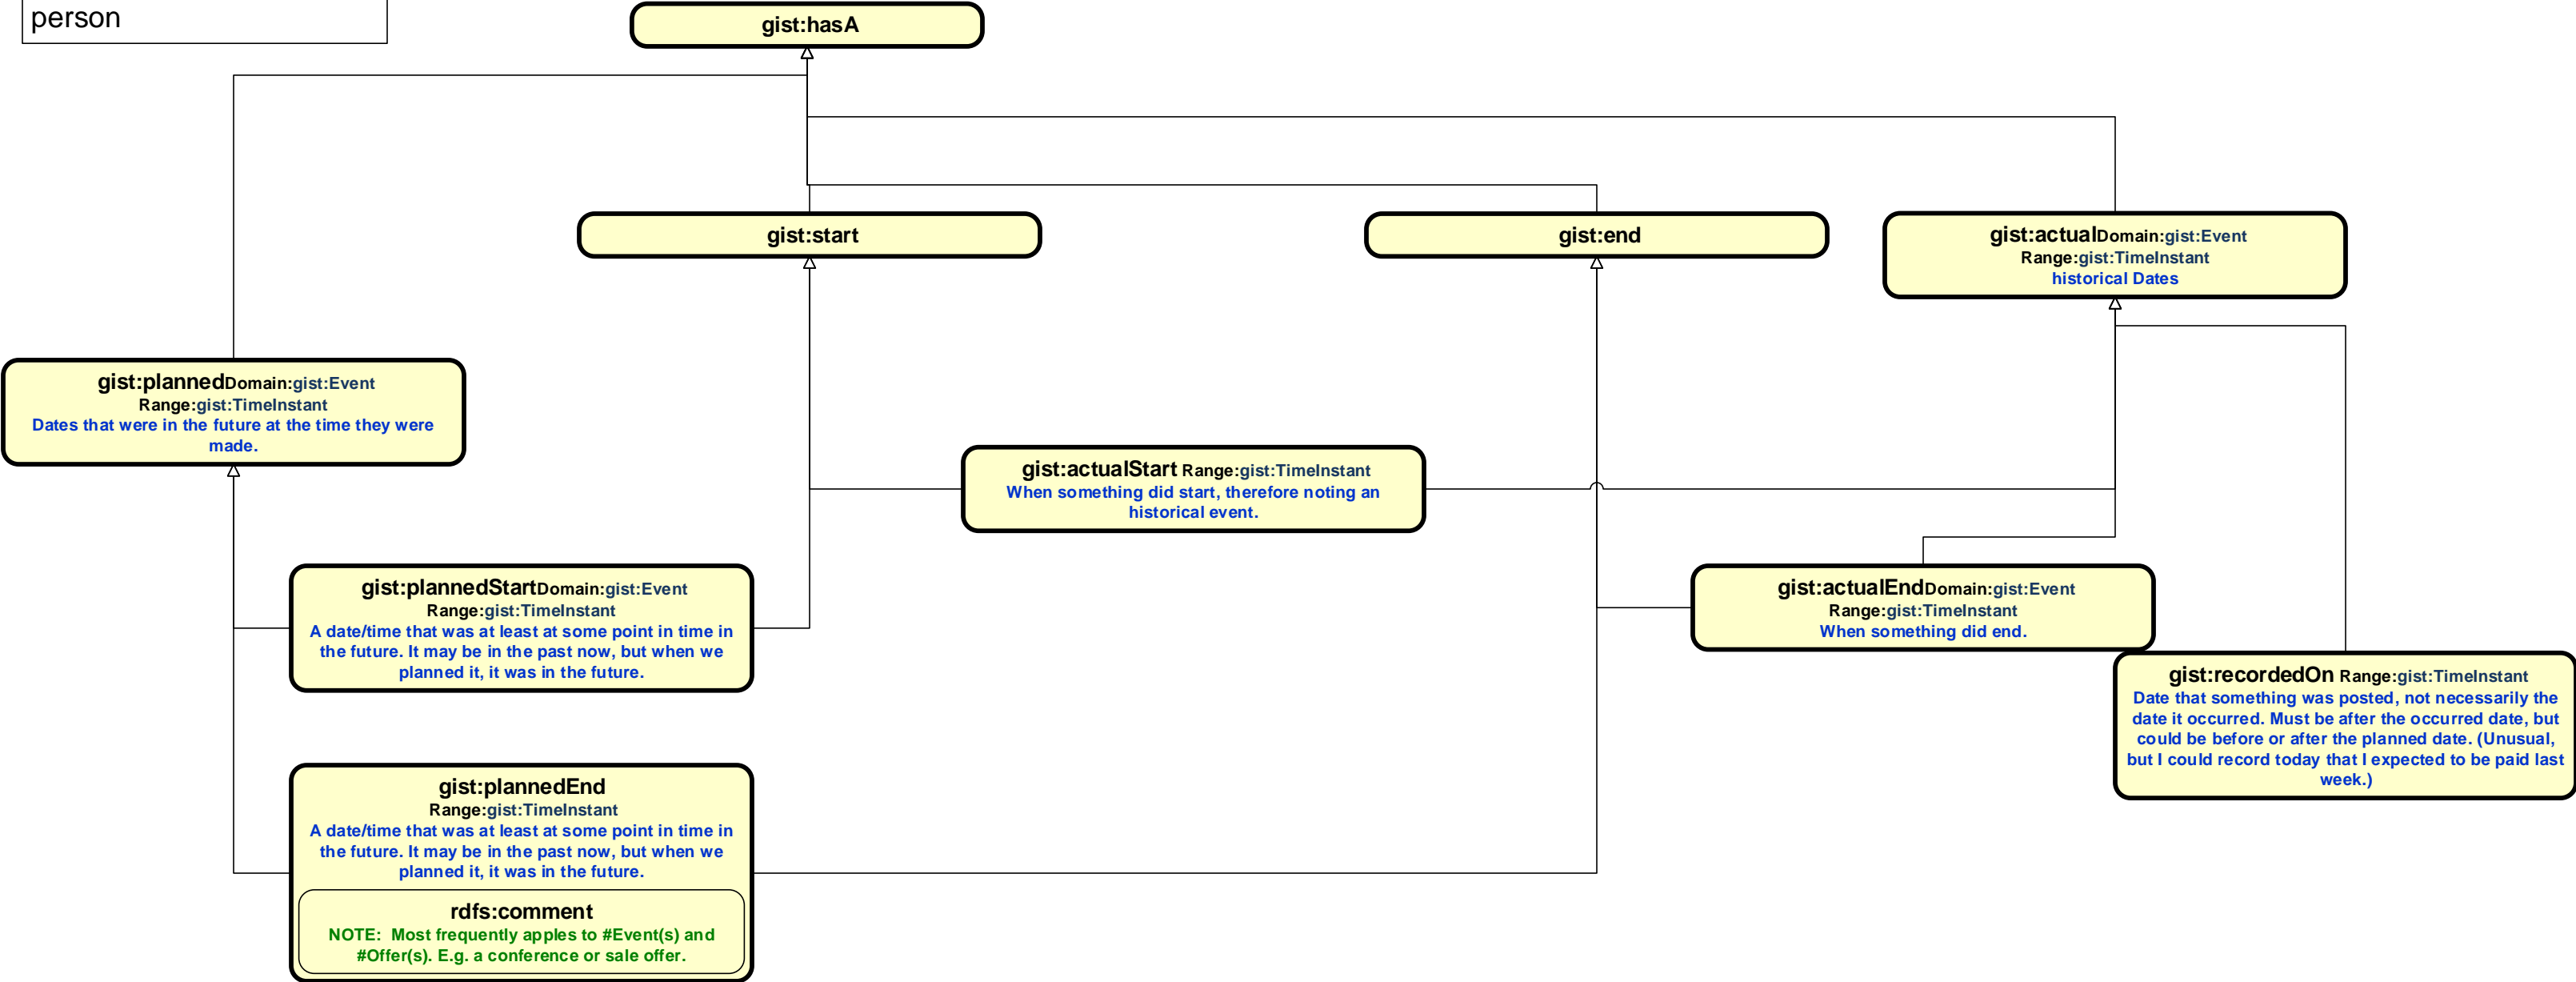 person
gist:hasA
gist:start
gist:end
gist:actualDomain:gist:Event
Range:gist:TimeInstant
historical Dates
gist:plannedDomain:gist:Event
Range:gist:TimeInstant
Dates that were in the future at the time they were
made.
gist:actualStart Range:gist:TimeInstant
When something did start, therefore noting an
historical event.
gist:plannedStartDomain:gist:Event
Range:gist:TimeInstant
A date/time that was at least at some point in time in
the future. It may be in the past now, but when we
planned it, it was in the future.
gist:actualEndDomain:gist:Event
Range:gist:TimeInstant
When something did end.
gist:recordedOn Range:gist:TimeInstant
Date that something was posted, not necessarily the
date it occurred. Must be after the occurred date, but
could be before or after the planned date. (Unusual,
but I could record today that I expected to be paid last
week.)
gist:plannedEnd
Range:gist:TimeInstant
A date/time that was at least at some point in time in
the future. It may be in the past now, but when we
planned it, it was in the future.
rdfs:comment
NOTE:  Most frequently apples to #Event(s) and
#Offer(s). E.g. a conference or sale offer.